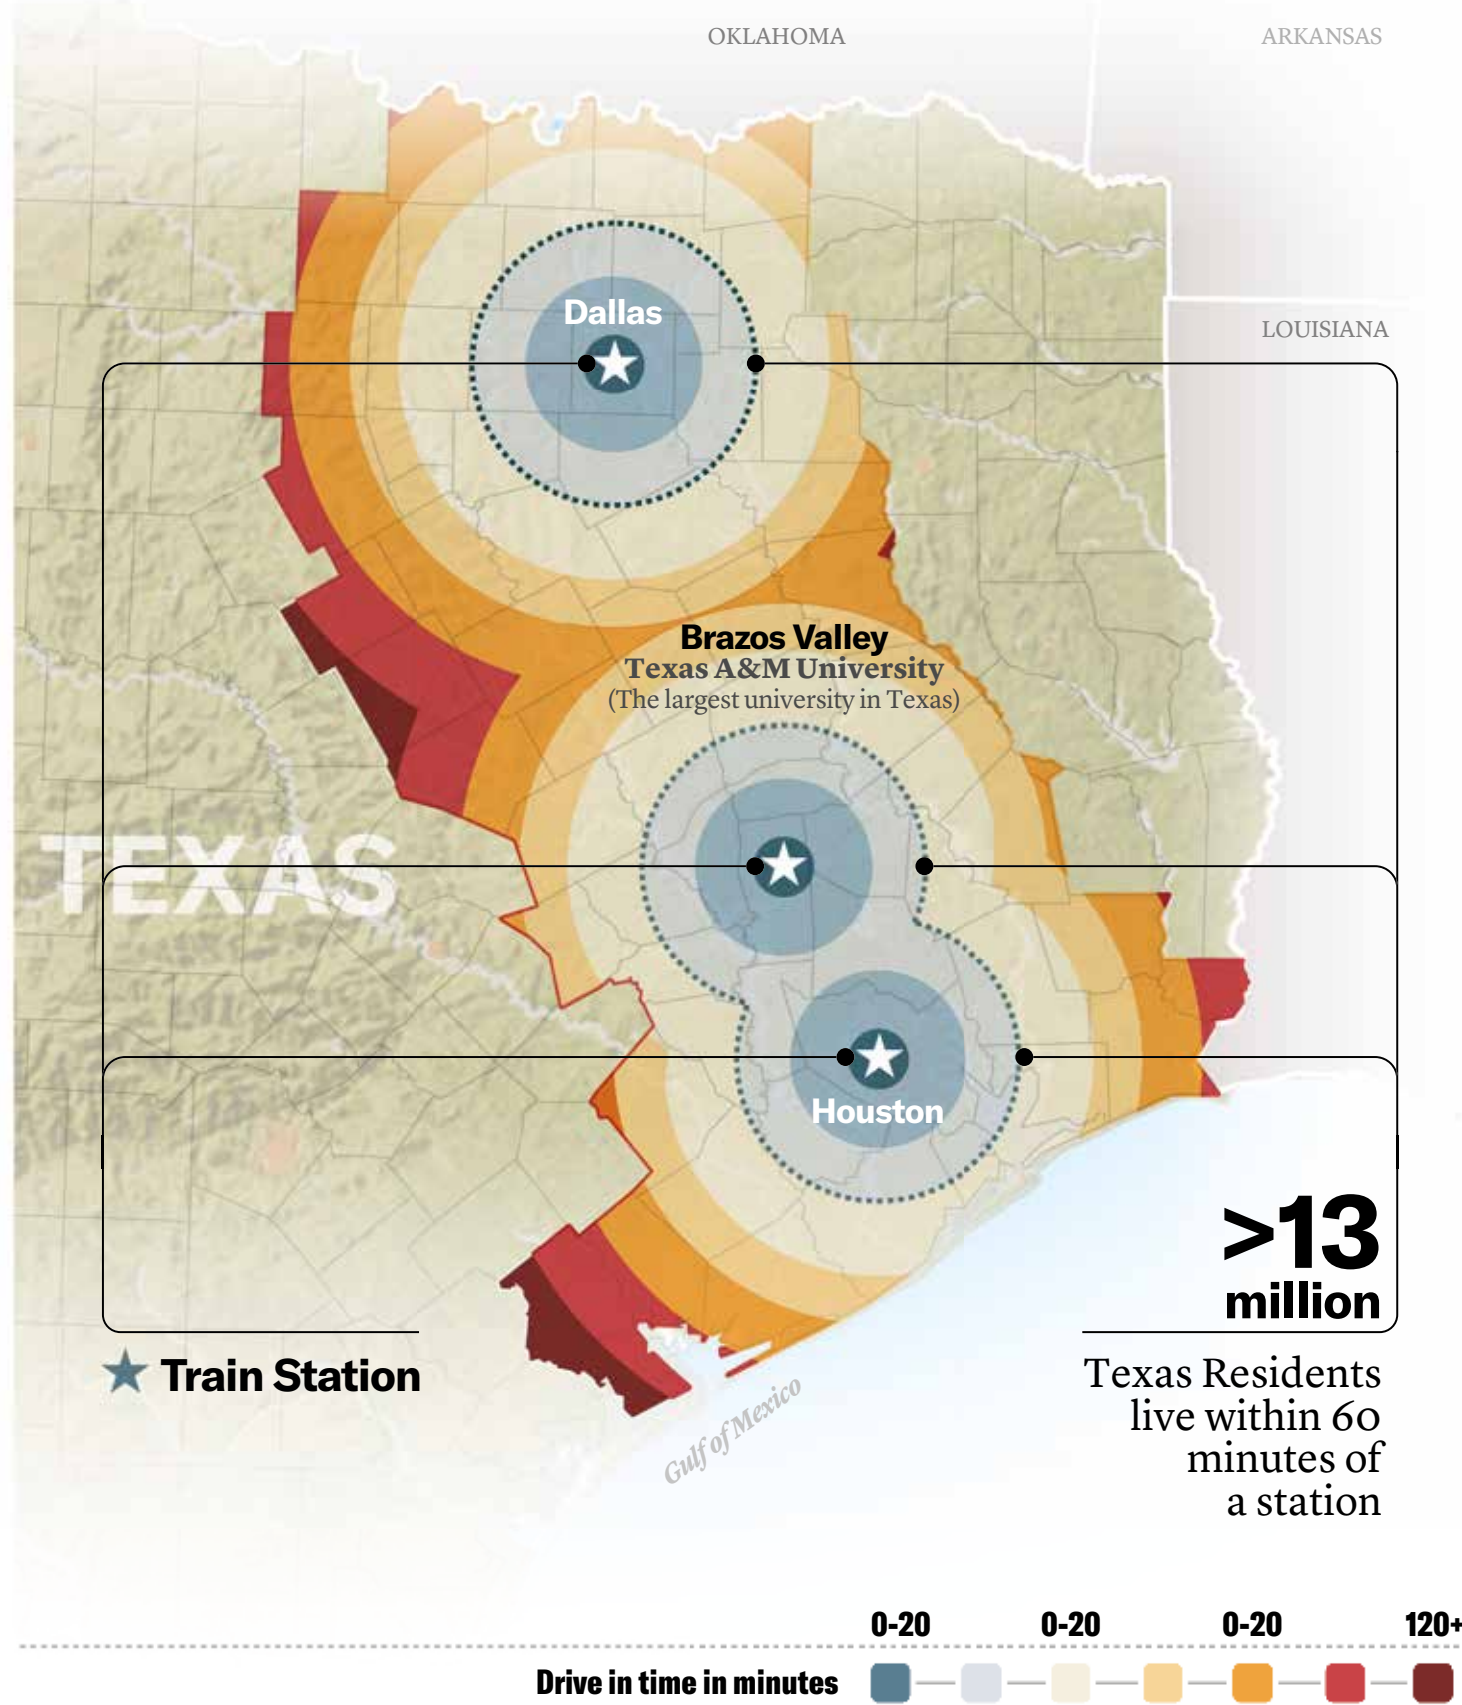 OKLAHOMA
ARKANSAS
LOUISIANA
Dallas
Brazos Valley
Texas A&M University
(The largest university in Texas)
TEXAS
Houston
>13
million
Texas Residents
live within 60
minutes of
a station
Train Station
Gulf of Mexico
0-20 0-20 0-20 120+
Drive in time in minutes